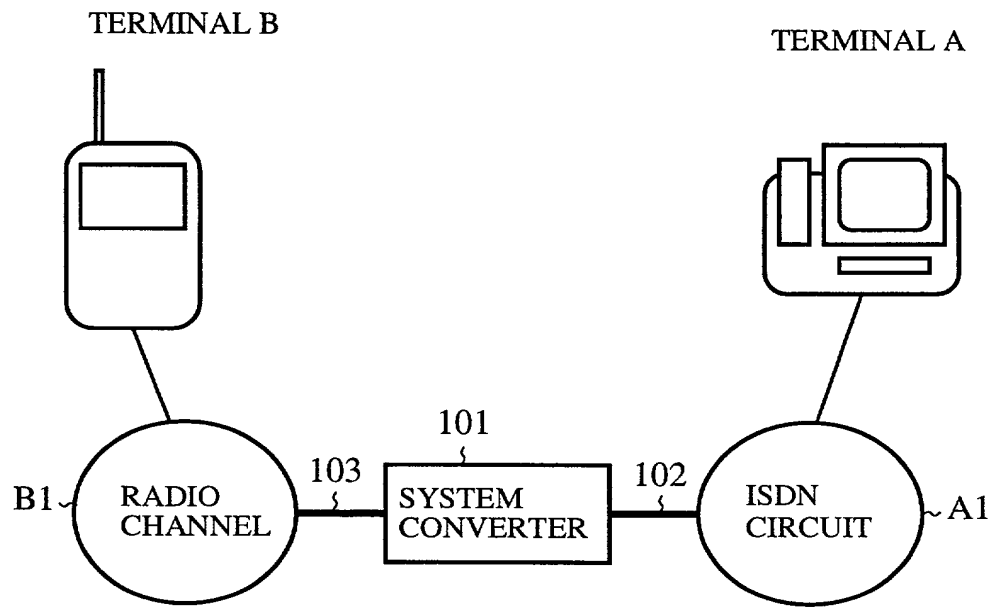 TERMINAL B
TERMINAL A
101
103
102
B1
RADIO
CHANNEL
SYSTEM
CONVERTER
ISDN
CIRCUIT
A1